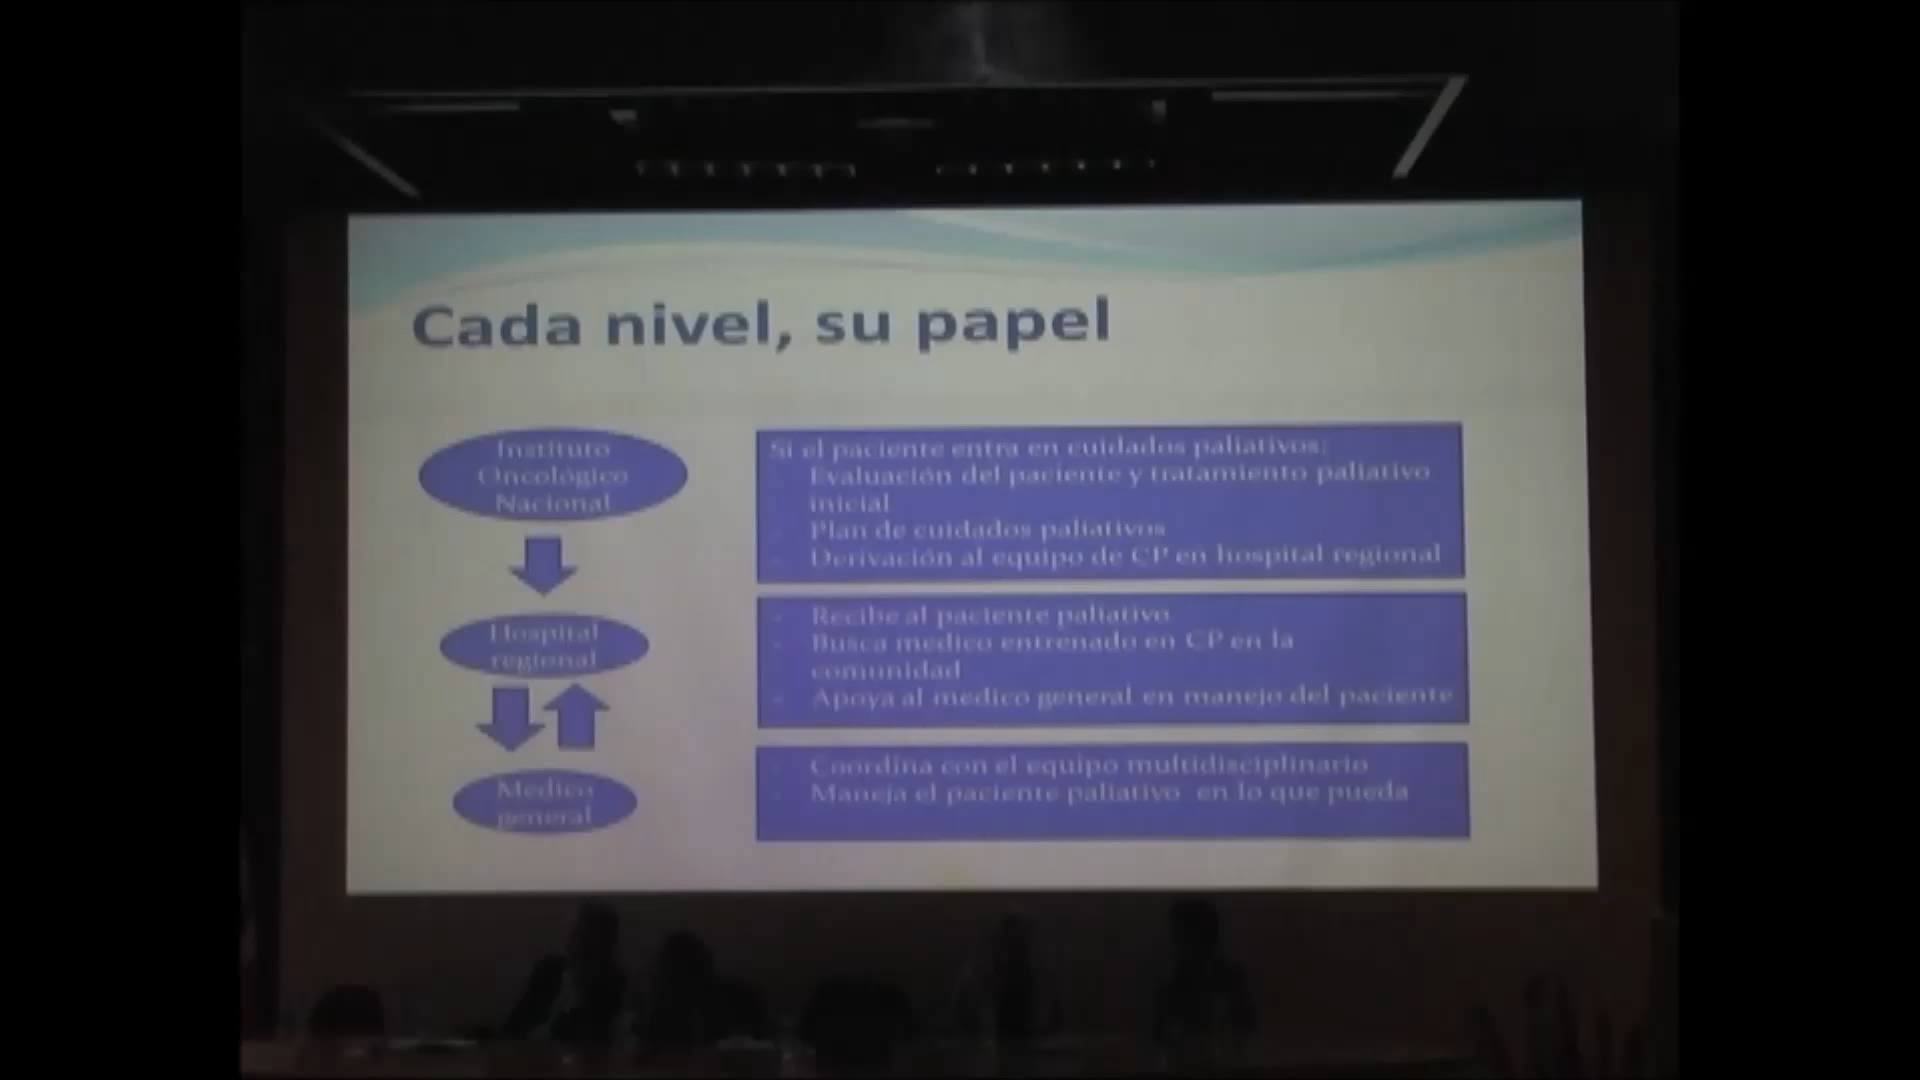 Cada nivel, su papel
Instituto
Oncológico
Nacional
Si el paciente entra en cuidados paliativos:
- Evaluación del paciente y tratamiento paliativo
inicial
- Plan de cuidados paliativos
- Derivación al equipo de CP en hospital regional
Hospital
regional
- Recibe al paciente paliativo
- Busca medico entrenado en CP en la
comunidad
- Apoya al medico general en manejo del paciente
Medico
general
- Coordina con el equipo multidisciplinario
- Maneja el paciente paliativo en lo que pueda